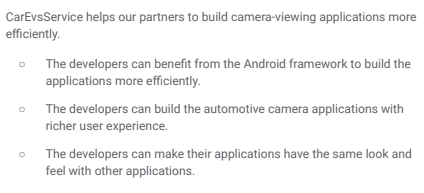 CarEvsService helps our partners to build camera-viewing applications more
efficiently.
○ The developers can benefit from the Android framework to build the
applications more efficiently.
○ The developers can build the automotive camera applications with
richer user experience.
○ The developers can make their applications have the same look and
feel with other applications.